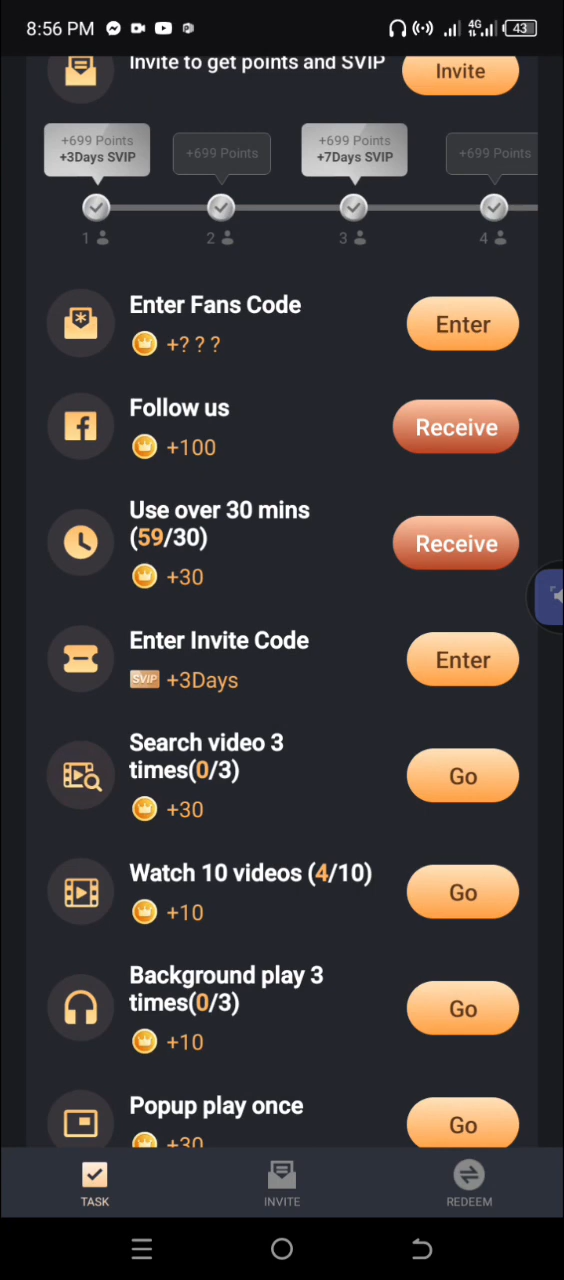 8:56 PM
4G
43
Invite to get points and SVIP
Invite
+699 Points
+3Days SVIP
+699 Points
+699 Points
+7Days SVIP
+699 Points
1
2
3
4
Enter Fans Code
+? ? ?
Enter
Follow us
+100
Receive
Use over 30 mins
(59/30)
+30
Receive
Enter Invite Code
SVIP +3Days
Enter
Search video 3
times(0/3)
+30
Go
Watch 10 videos (4/10)
+10
Go
Background play 3
times(0/3)
+10
Go
Popup play once
+30
Go
TASK
INVITE
REDEEM